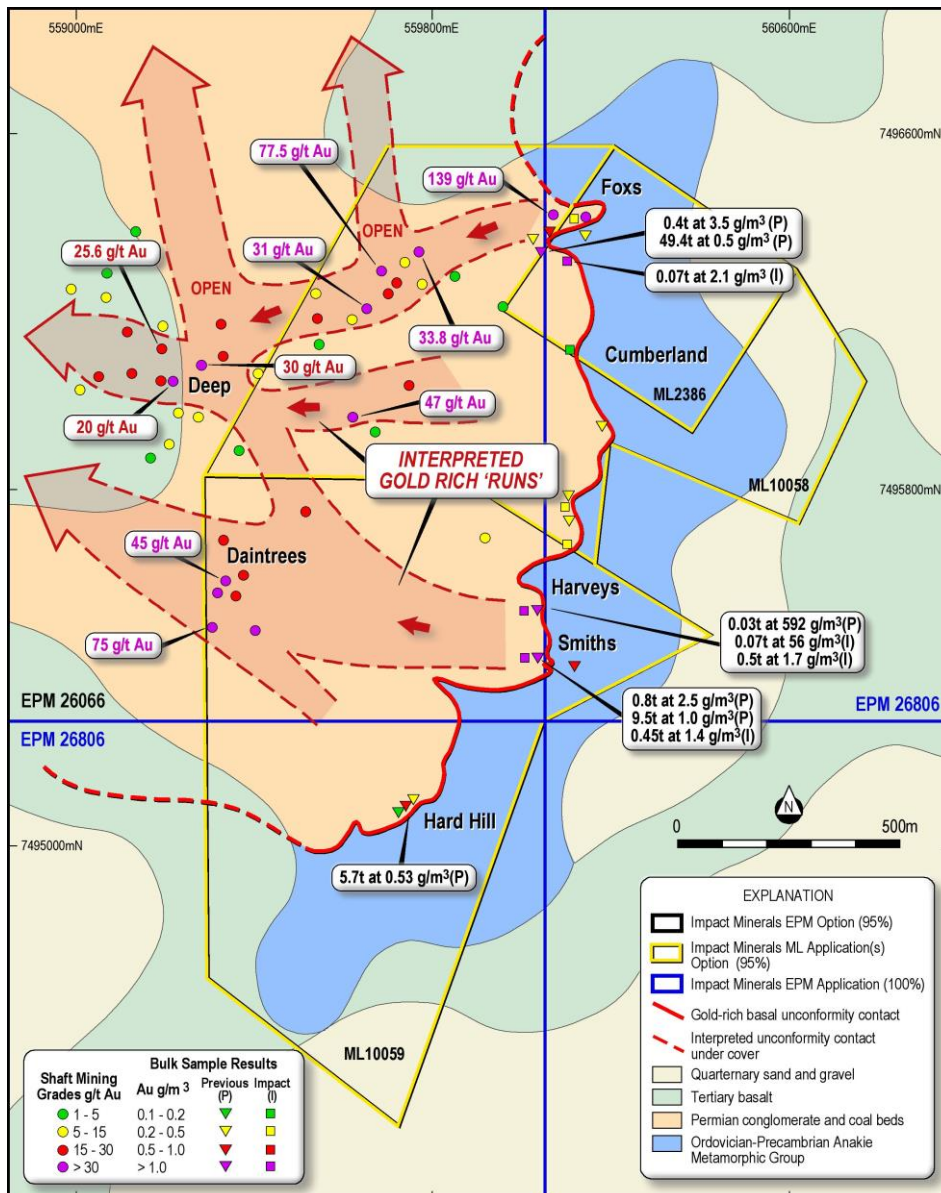 559000mE
559800mE
560600mE
7496600mN
77.5 g/t Au
139 g/t Au
Foxs
0.4t at 3.5 g/m³ (P)
49.4t at 0.5 g/m³ (P)
OPEN
25.6 g/t Au
31 g/t Au
0.07t at 2.1 g/m³ (I)
OPEN
33.8 g/t Au
Cumberland
30 g/t Au
Deep
ML2386
47 g/t Au
20 g/t Au
INTERPRETED
GOLD RICH 'RUNS'
ML10058
7495800mN
45 g/t Au
Daintrees
Harveys
0.03t at 592 g/m³(P)
0.07t at 56 g/m³(I)
0.5t at 1.7 g/m³(I)
75 g/t Au
Smiths
EPM 26066
0.8t at 2.5 g/m³(P)
9.5t at 1.0 g/m³(P)
0.45t at 1.4 g/m³(I)
EPM 26806
EPM 26806
N
Hard Hill
0
500m
7495000mN
5.7t at 0.53 g/m³(P)
EXPLANATION
Impact Minerals EPM Option (95%)
Impact Minerals ML Application(s)
Option (95%)
Impact Minerals EPM Application (100%)
Gold-rich basal unconformity contact
Interpreted unconformity contact
under cover
Quaternary sand and gravel
Tertiary basalt
Permian conglomerate and coal beds
Ordovician-Precambrian Anakie
Metamorphic Group
ML10059
Bulk Sample Results
Shaft Mining
Grades g/t Au
Au g/m³
Previous
(P)
Impact
(I)
1 - 5
0.1 - 0.2
5 - 15
0.2 - 0.5
15 - 30
0.5 - 1.0
> 30
> 1.0